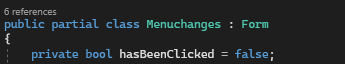 6 references
public partial class Menuchanges : Form
{
private bool hasBeenClicked = false;